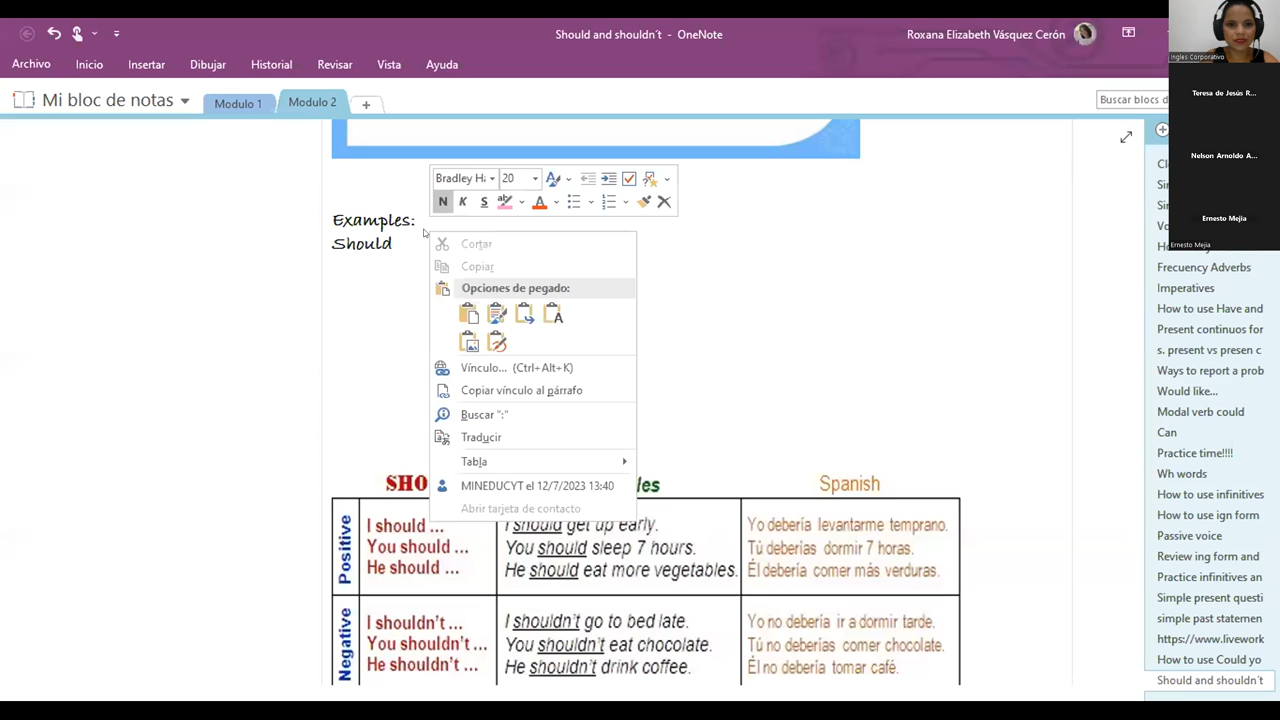 Should and shouldn´t - OneNote
Roxana Elizabeth Vásquez Cerón
Archivo
Inicio
Insertar
Dibujar
Historial
Revisar
Vista
Ayuda
Mi bloc de notas
Modulo 1
Modulo 2
+
Buscar blocs d
Ingles Corporativo
Teresa de Jesús R...
Nelson Arnoldo A...
Ernesto Mejia
Ernesto Mejia
Bradley H
20
N K S
Examples:
Should
Cortar
Copiar
Opciones de pegado:
Vínculo... (Ctrl+Alt+K)
Copiar vínculo al párrafo
Buscar ":"
Traducir
Tabla
MINEDUCYT el 12/7/2023 13:40
Abrir tarjeta de contacto
SHO
les
Spanish
Positive
I should ...
You should ...
He should ...
I should get up early.
You should sleep 7 hours.
He should eat more vegetables.
Yo debería levantarme temprano.
Tú deberías dormir 7 horas.
Él debería comer más verduras.
Negative
I shouldn't ...
You shouldn't ...
He shouldn't ...
I shouldn't go to bed late.
You shouldn't eat chocolate.
He shouldn't drink coffee.
Yo no debería ir a dormir tarde.
Tú no deberías comer chocolate.
Él no debería tomar café.
Frecuency Adverbs
Imperatives
How to use Have and
Present continuos for
s. present vs presen c
Ways to report a prob
Would like...
Modal verb could
Can
Practice time!!!!
Wh words
How to use infinitives
How to use ign form
Passive voice
Review ing form and
Practice infinitives an
Simple present questi
simple past statemen
https://www.livework
How to use Could yo
Should and shouldn´t